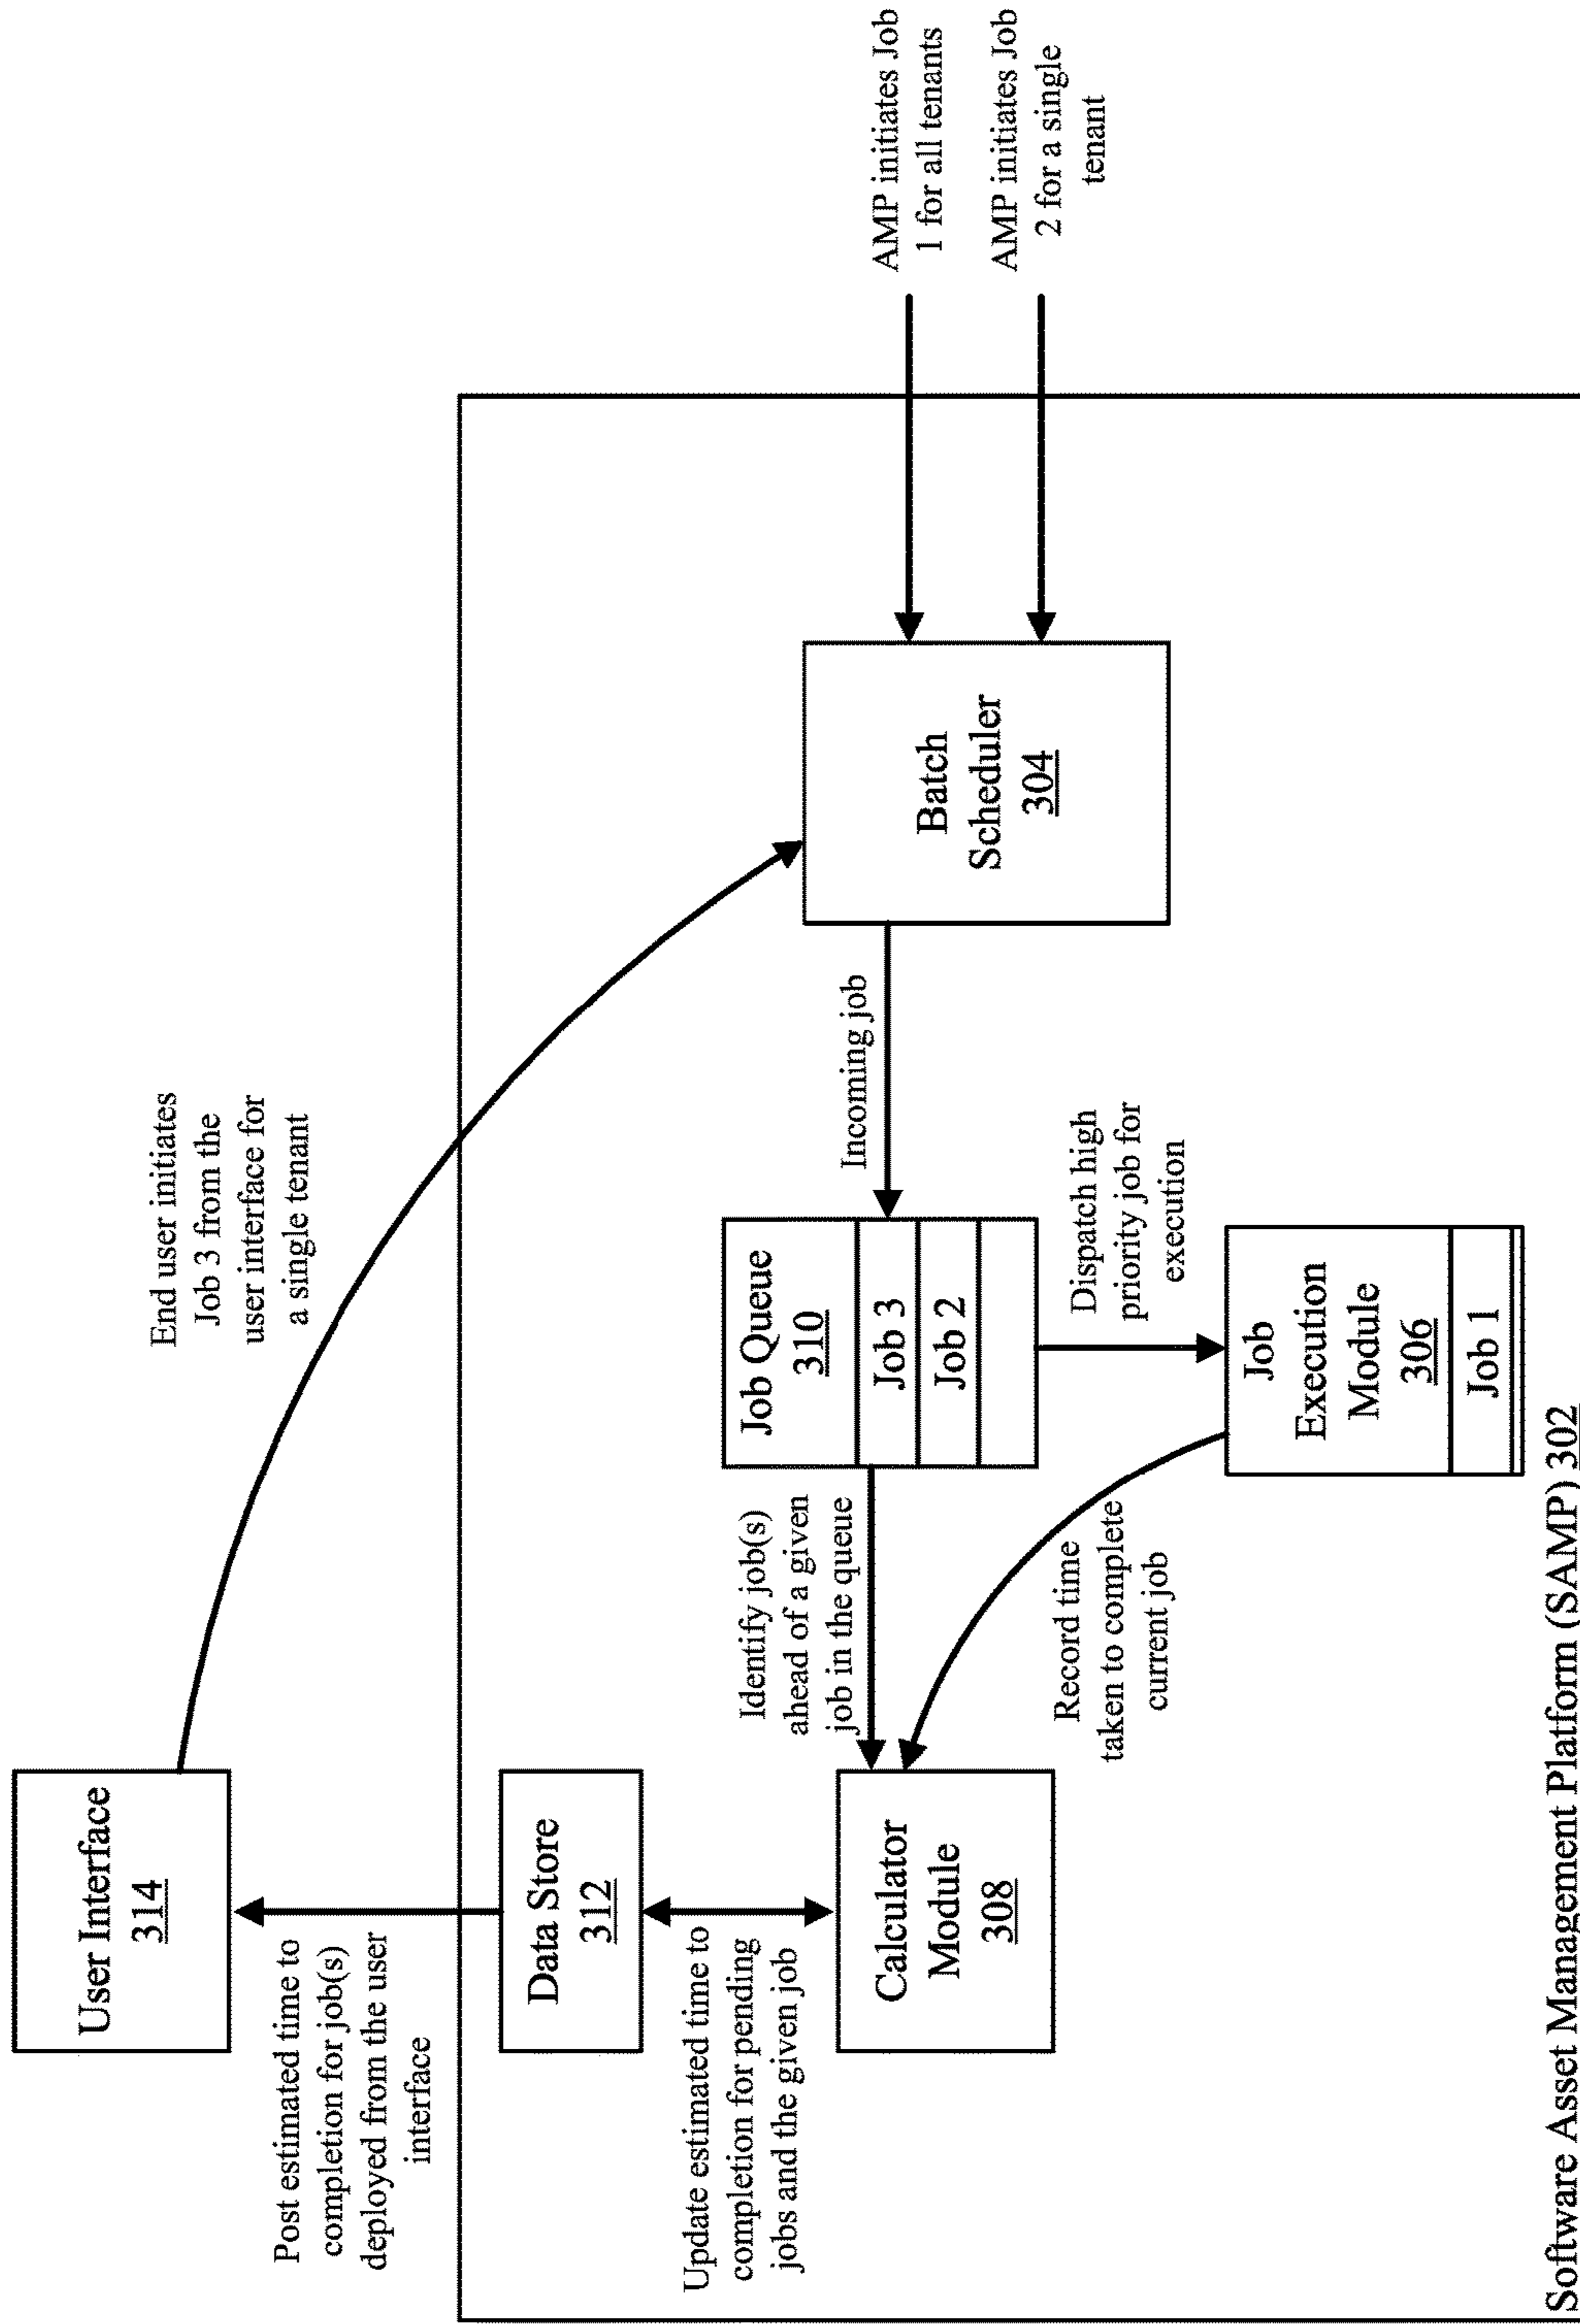 User Interface
314
End user initiates
Job 3 from the
user interface for
a single tenant
Post estimated time to
completion for job(s)
deployed from the user
interface
Data Store
312
Update estimated time to
completion for pending
jobs and the given job
Calculator
Module
308
Identify job(s)
ahead of a given
job in the queue
Record time
taken to complete
current job
Job Queue
310
Job 3
Job 2
Incoming job
Batch
Scheduler
304
AMP initiates Job
1 for all tenants
AMP initiates Job
2 for a single
tenant
Dispatch high
priority job for
execution
Job
Execution
Module
306
Job 1
Software Asset Management Platform (SAMP) 302